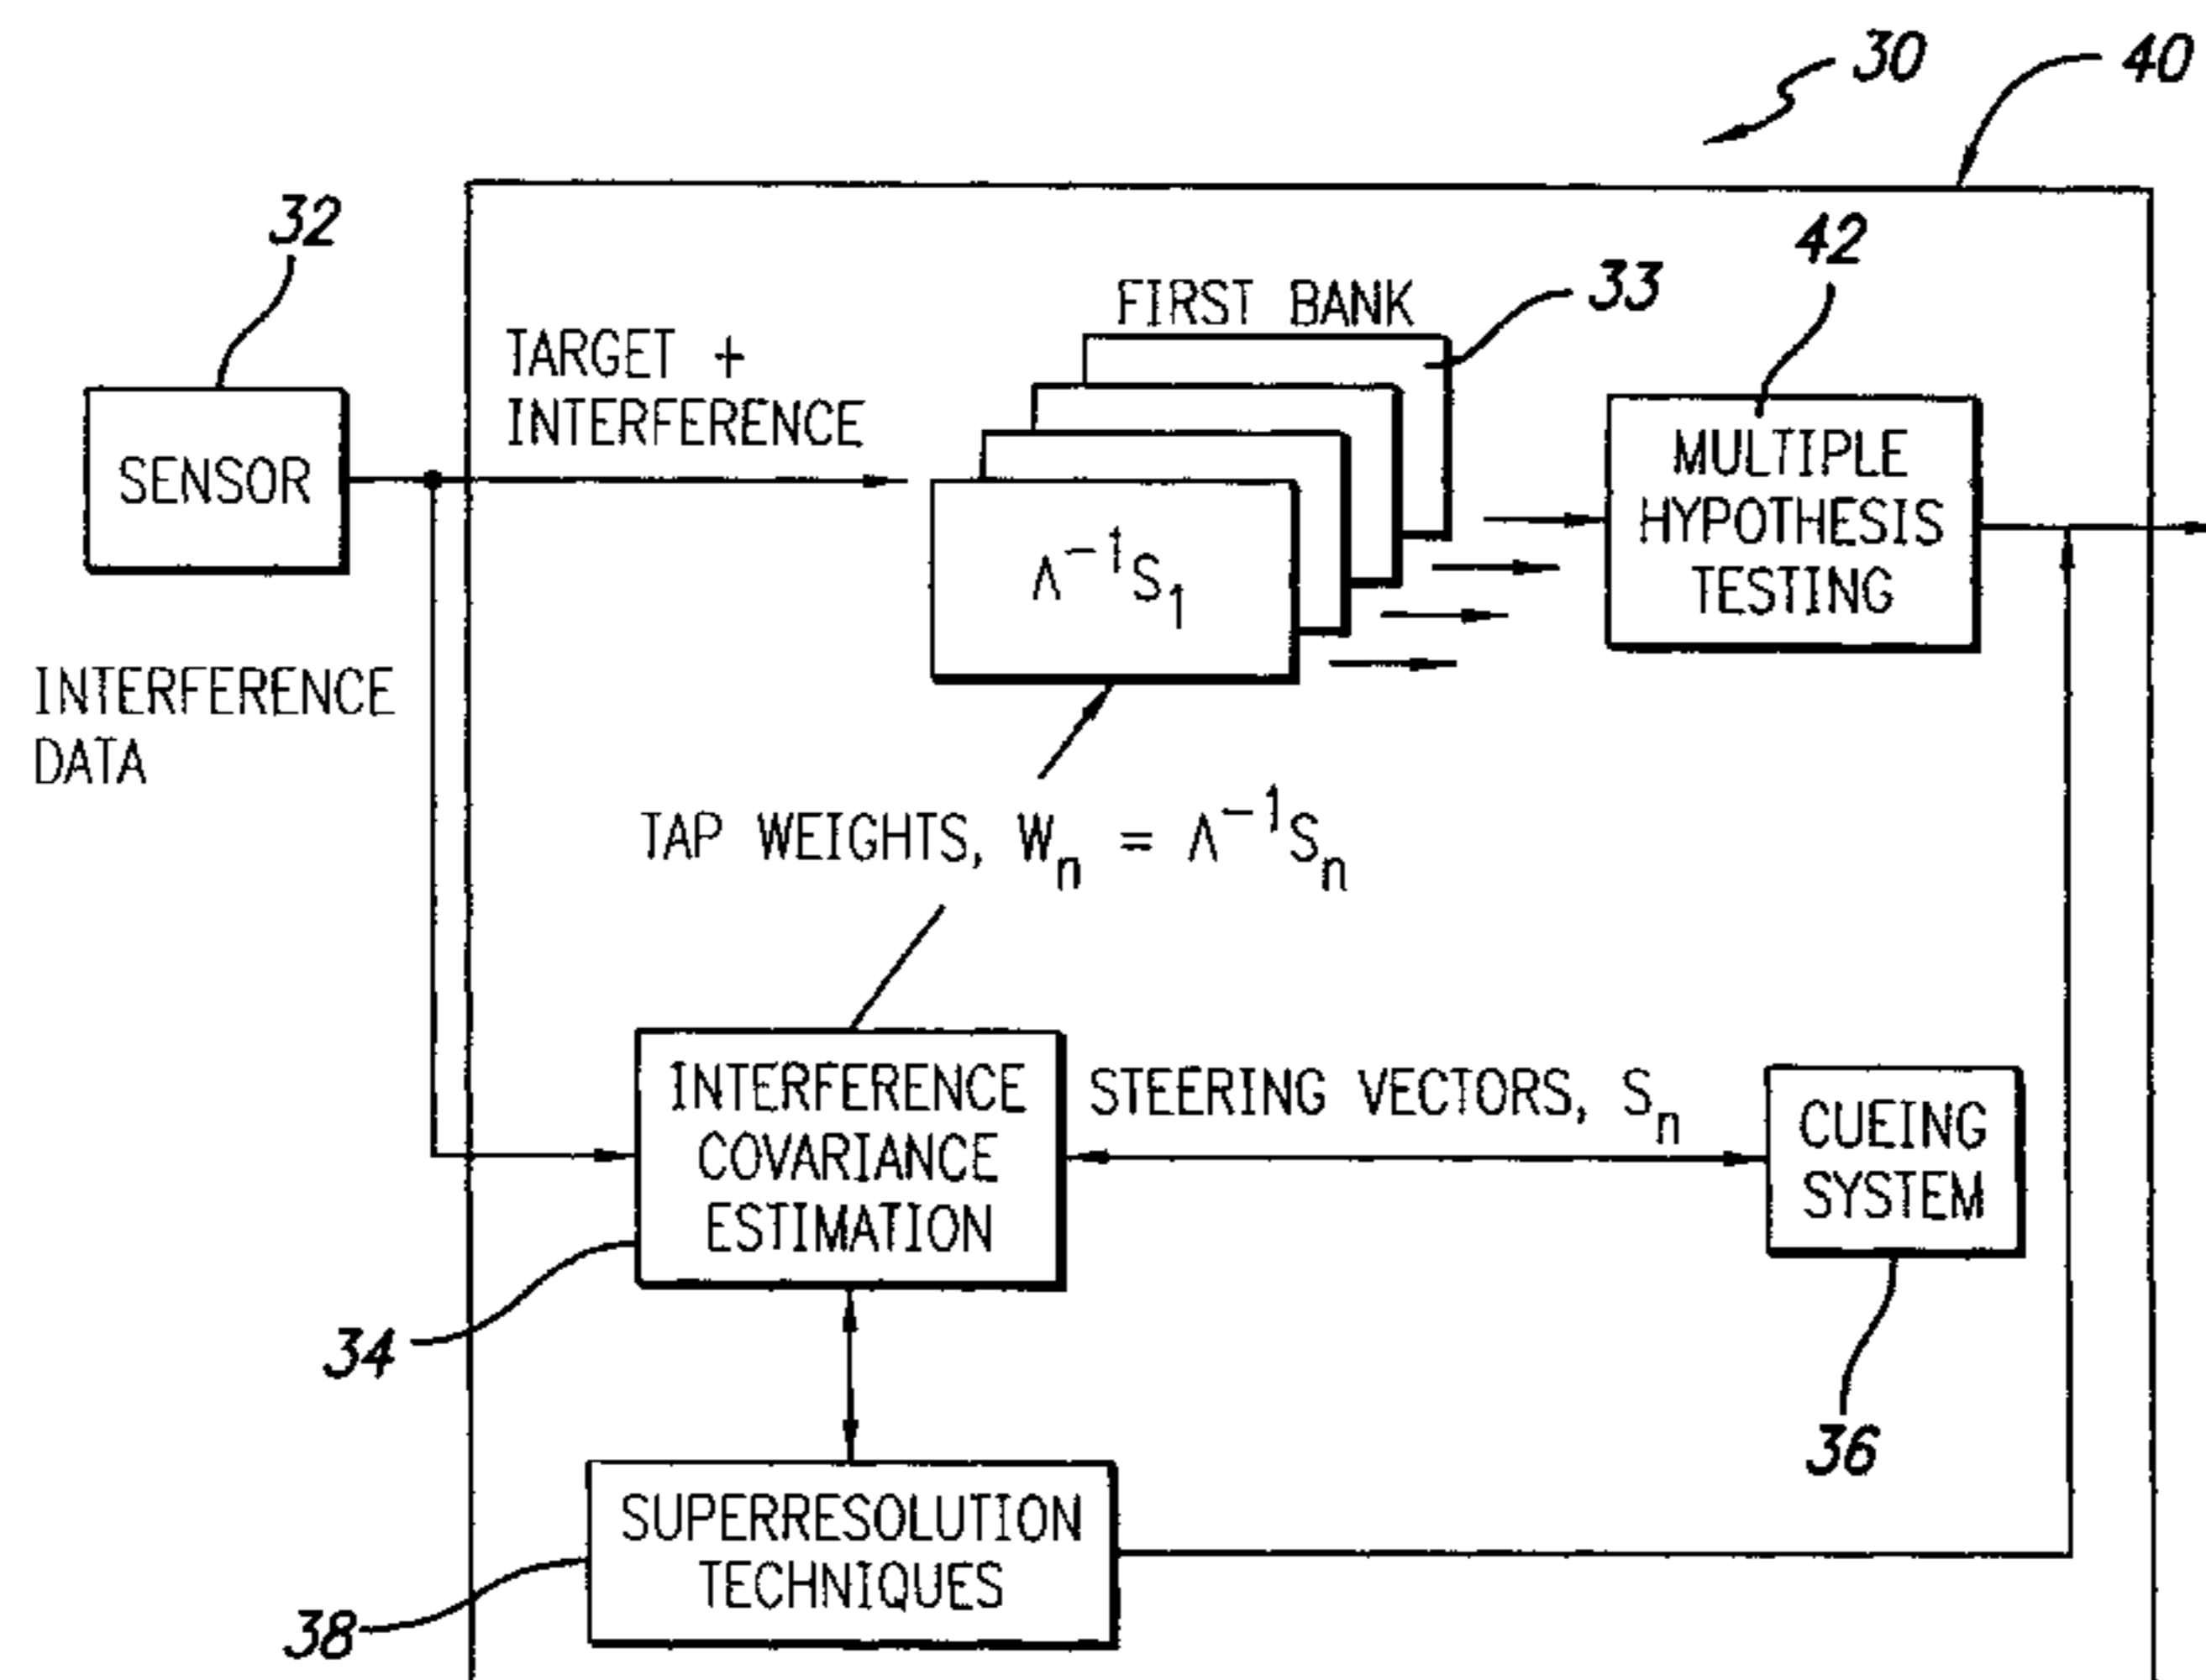 30
40
32
42
FIRST BANK
33
TARGET +
INTERFERENCE
SENSOR
Λ⁻¹S₁
MULTIPLE
HYPOTHESIS
TESTING
INTERFERENCE
DATA
TAP WEIGHTS, Wₙ = Λ⁻¹Sₙ
INTERFERENCE
COVARIANCE
ESTIMATION
STEERING VECTORS, Sₙ
CUEING
SYSTEM
34
36
SUPERRESOLUTION
TECHNIQUES
38